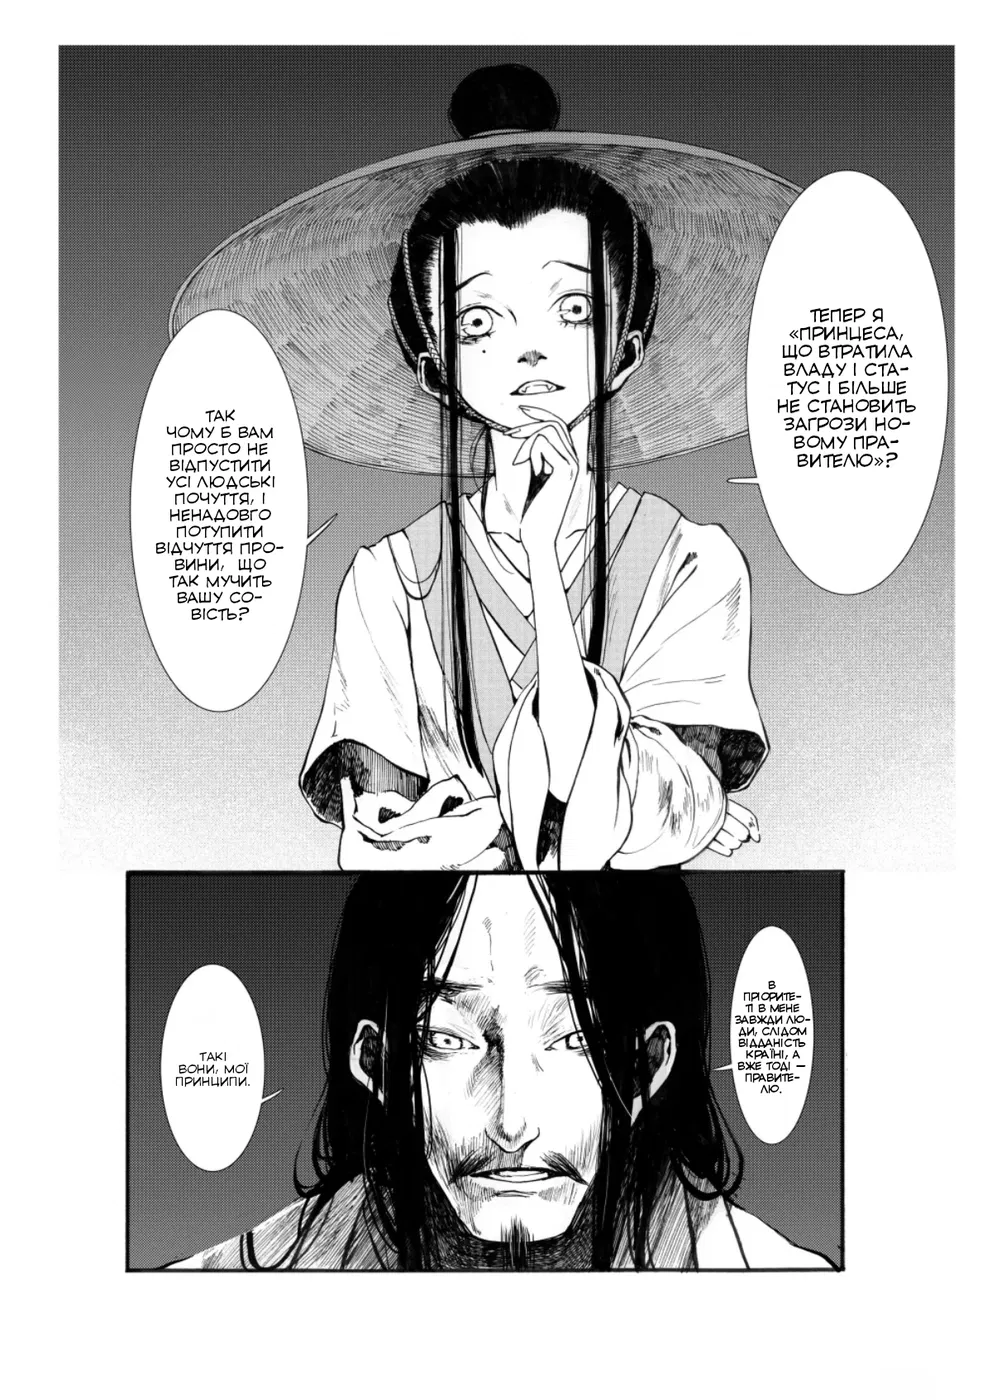 ТЕПЕР Я
«ПРИНЦЕСА,
ЩО ВТРАТИЛА
ВЛАДУ І СТА-
ТУС І БІЛЬШЕ
НЕ СТАНОВИТЬ
ЗАГРОЗИ НО-
ВОМУ ПРА-
ВИТЕЛЮ»?
ТАК
ЧОМУ Б ВАМ
ПРОСТО НЕ
ВІДПУСТИТИ
УСІ ЛЮДСЬКІ
ПОЧУТТЯ, І
НЕНАДОВГО
ПОТУПИТИ
ВІДЧУТТЯ ПРО-
ВИНИ, ЩО
ТАК МУЧИТЬ
ВАШУ СО-
ВІСТЬ?
В
ПРІОРИТЕ-
ТІ В МЕНЕ
ЗАВЖДИ ЛЮ-
ДИ, СЛІДОМ
ВІДДАНІСТЬ
КРАЇНІ, А
ВЖЕ ТОДІ —
ПРАВИТЕ-
ЛЮ.
ТАКІ
ВОНИ, МОЇ
ПРИНЦИПИ.